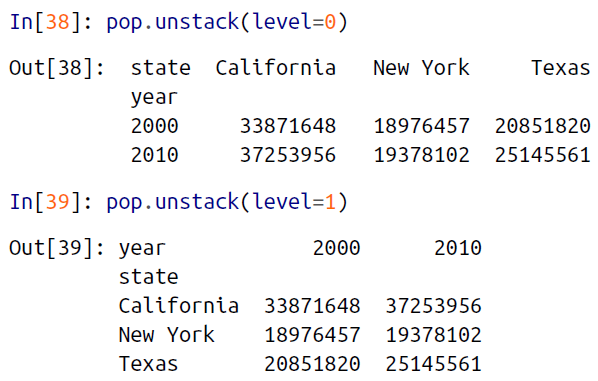 In[38]: pop.unstack(level=0)
Out[38]: state California New York Texas
year
2000 33871648 18976457 20851820
2010 37253956 19378102 25145561
In[39]: pop.unstack(level=1)
Out[39]: year 2000 2010
state
California 33871648 37253956
New York 18976457 19378102
Texas 20851820 25145561